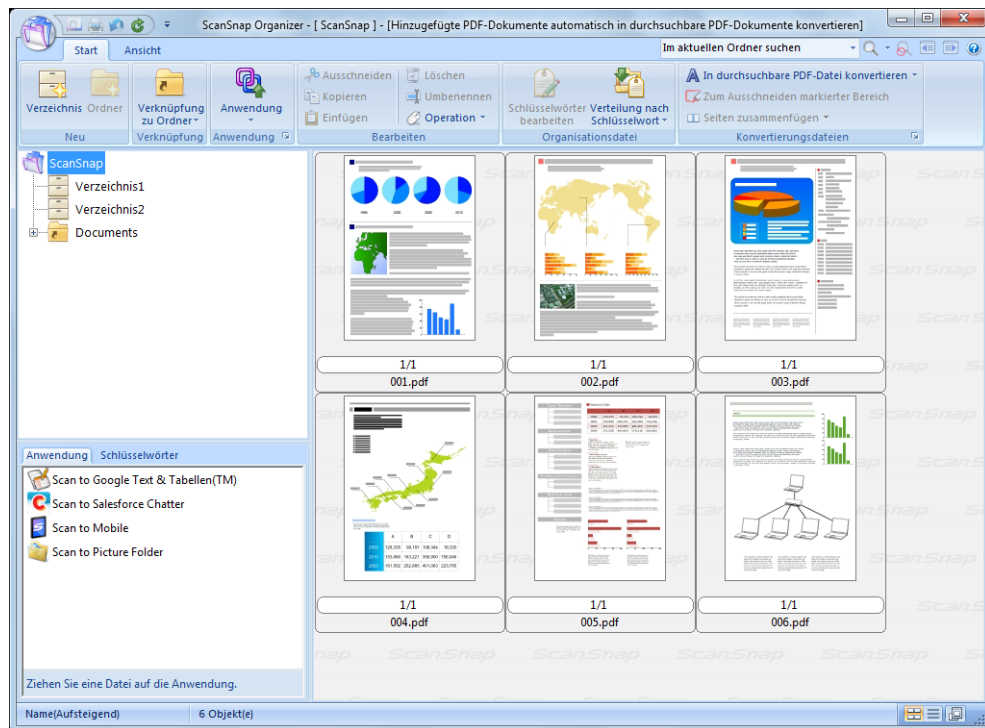 ScanSnap Organizer - [ ScanSnap ] - [Hinzugefügte PDF-Dokumente automatisch in durchsuchbare PDF-Dokumente konvertieren]
Start Ansicht
Im aktuellen Ordner suchen
Verzeichnis Ordner
Neu
Verknüpfung
zu Ordner
Verknüpfung
Anwendung
Anwendung
Ausschneiden
Kopieren
Einfügen
Löschen
Umbenennen
Operation
Bearbeiten
Schlüsselwörter
bearbeiten
Verteilung nach
Schlüsselwort
Organisationsdatei
In durchsuchbare PDF-Datei konvertieren
Zum Ausschneiden markierter Bereich
Seiten zusammenfügen
Konvertierungsdateien
ScanSnap
Verzeichnis1
Verzeichnis2
Documents
1/1
001.pdf
1/1
002.pdf
1/1
003.pdf
1/1
004.pdf
1/1
005.pdf
1/1
006.pdf
Anwendung Schlüsselwörter
Scan to Google Text & Tabellen(TM)
Scan to Salesforce Chatter
Scan to Mobile
Scan to Picture Folder
Ziehen Sie eine Datei auf die Anwendung.
Name(Aufsteigend)
6 Objekt(e)